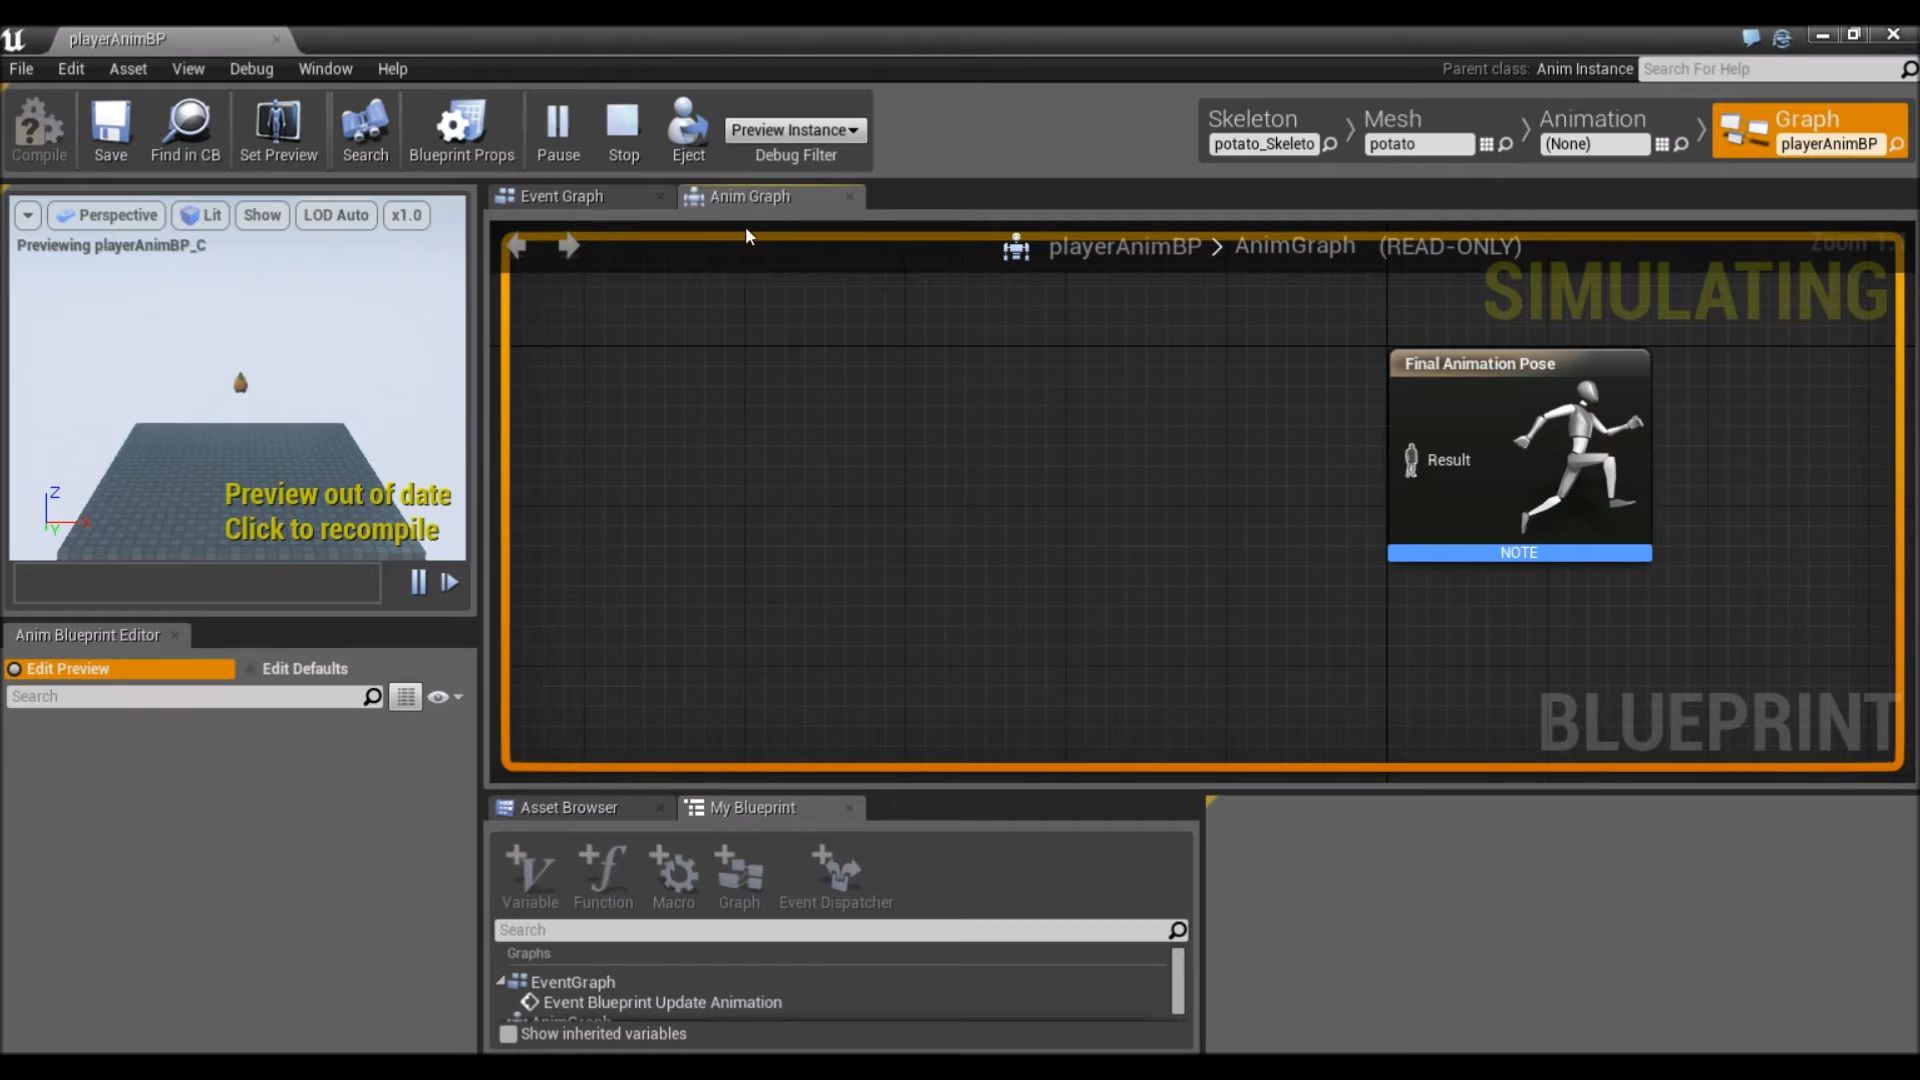 playerAnimBP
File Edit Asset View Debug Window Help
Parent class: Anim Instance Search For Help
Compile Save Find in CB Set Preview Search Blueprint Props Pause Stop Eject
Preview Instance
Debug Filter
Skeleton
potato_Skeleto
Mesh
potato
Animation
(None)
Graph
playerAnimBP
Perspective Lit Show LOD Auto x1.0
Previewing playerAnimBP_C
Z
X
Y
Preview out of date
Click to recompile
Anim Blueprint Editor
Edit Preview Edit Defaults
Search
Event Graph Anim Graph
playerAnimBP > AnimGraph (READ-ONLY)
Zoom 1:1
SIMULATING
Final Animation Pose
Result
NOTE
BLUEPRINT
Asset Browser My Blueprint
Variable Function Macro Graph Event Dispatcher
Search
Graphs
EventGraph
Event Blueprint Update Animation
AnimGraph
Show inherited variables